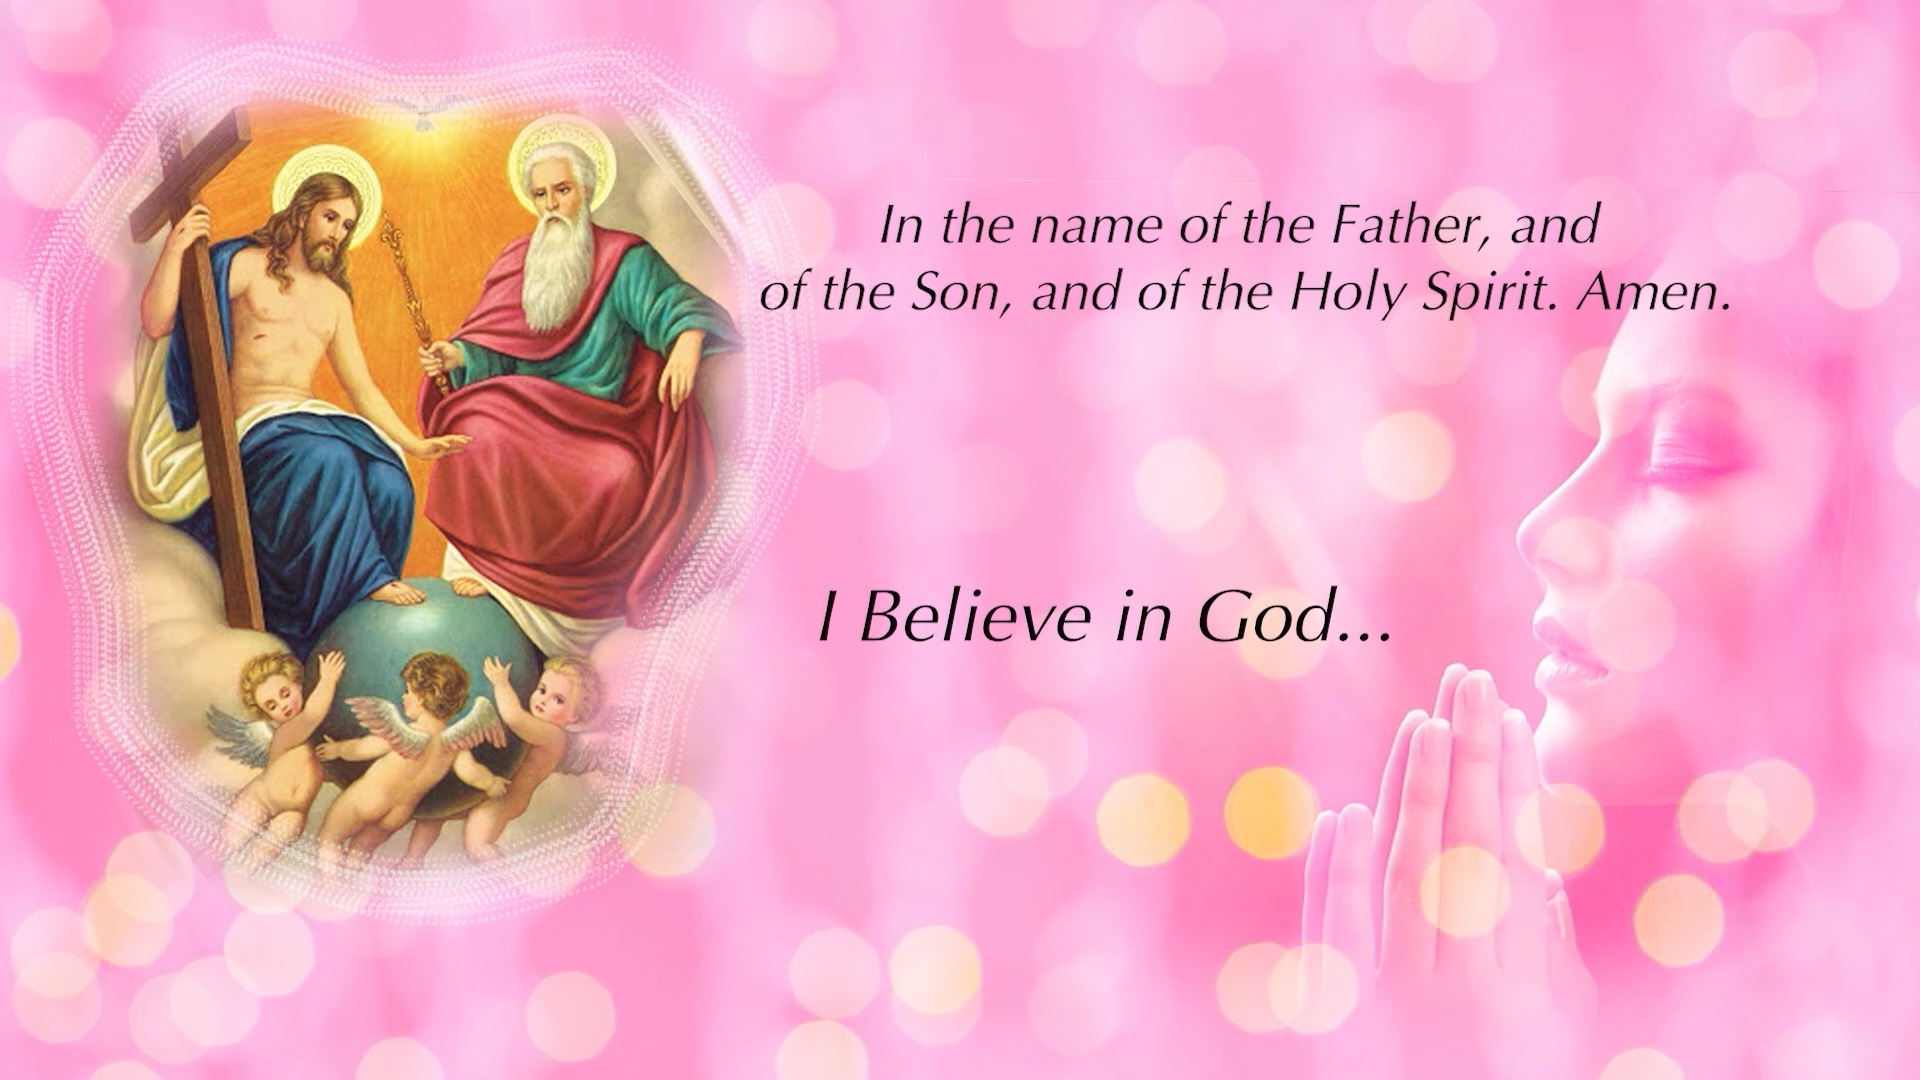 In the name of the Father, and
of the Son, and of the Holy Spirit. Amen.
I Believe in God...